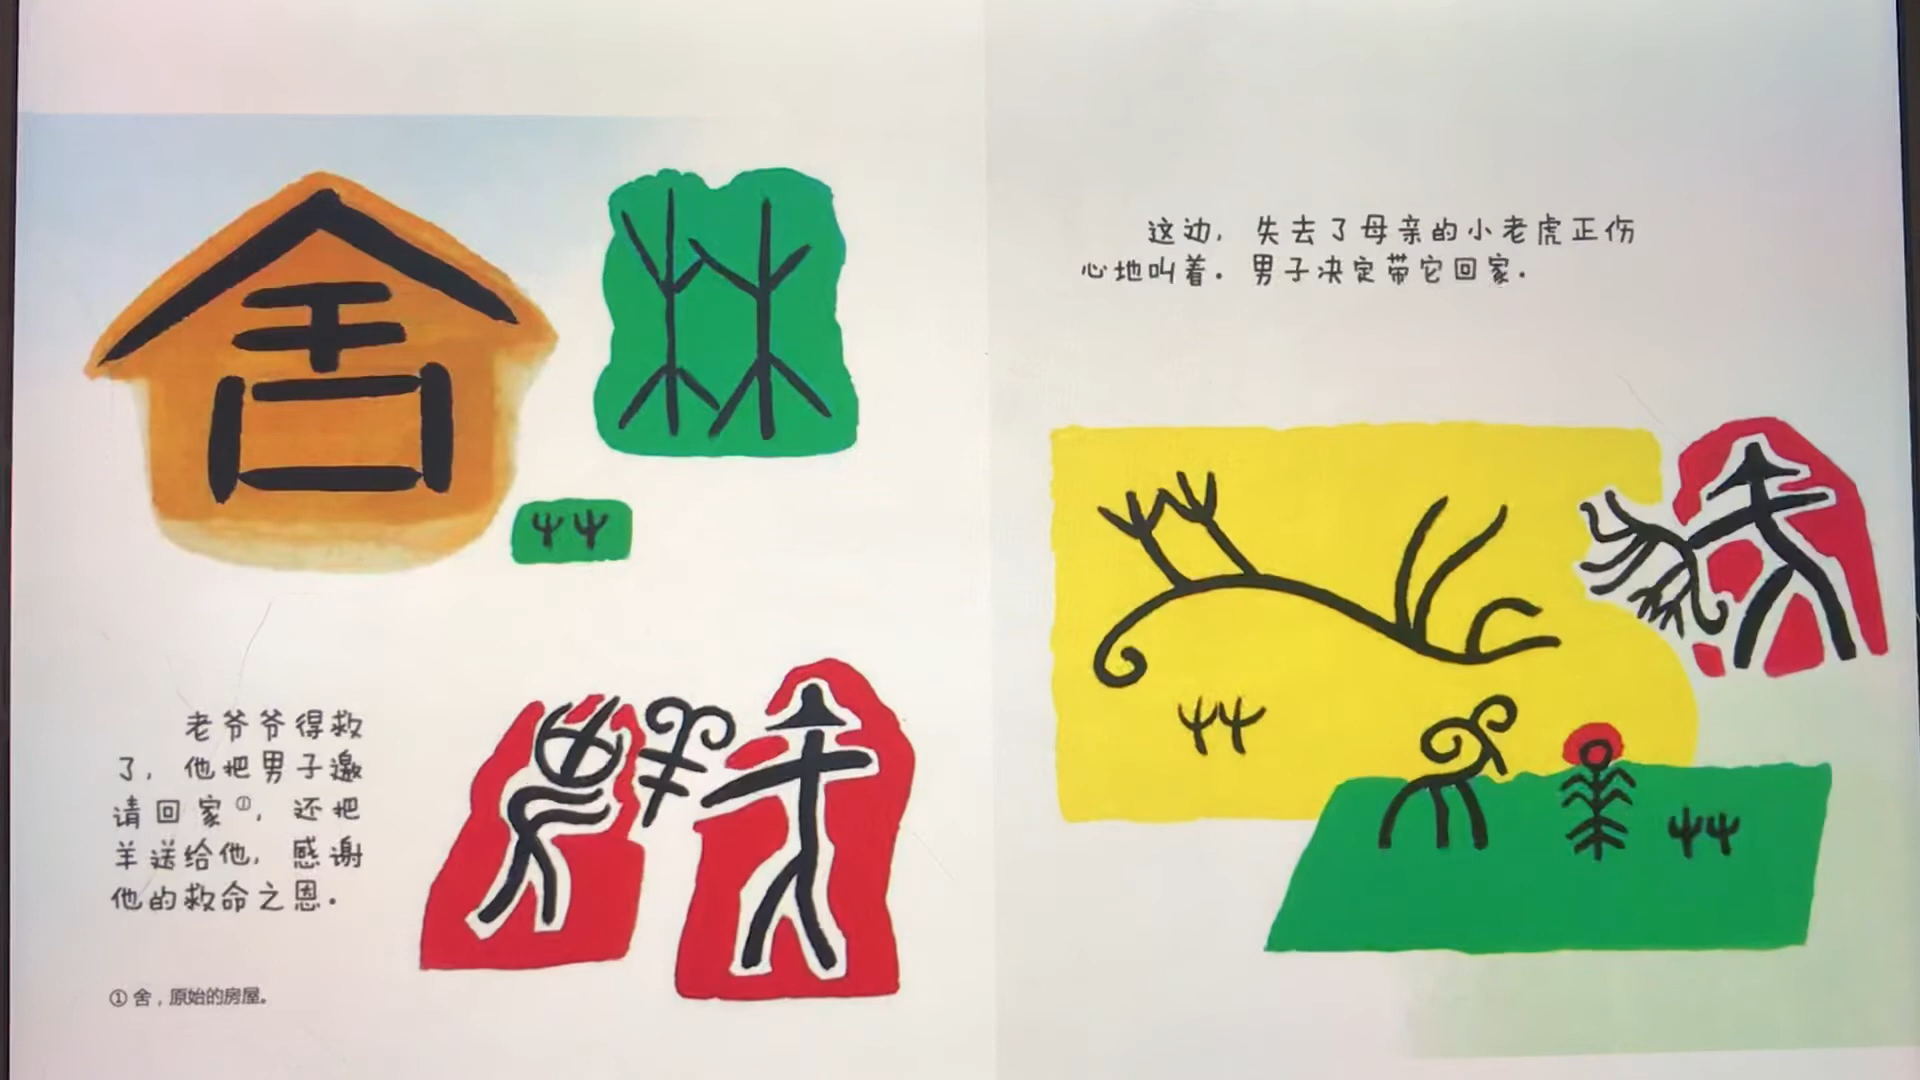 舍
林
艸
老爷爷得救
了，他把男子邀
请回家①，还把
羊送给他，感谢
他的救命之恩。
① 舍，原始的房屋。
这边，失去了母亲的小老虎正伤
心地叫着。男子决定带它回家。